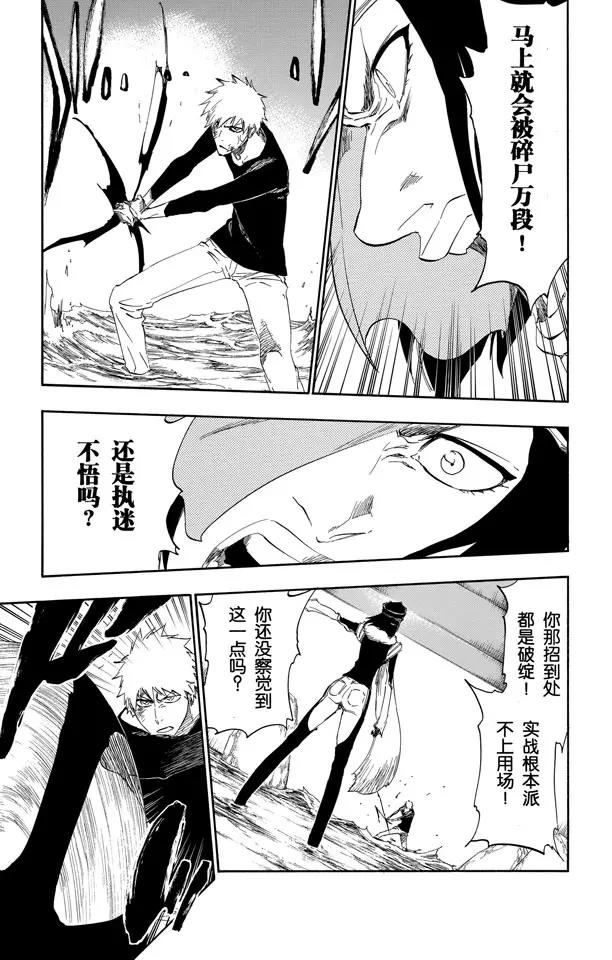 马上就会被碎尸万段！
还是执迷
不悟吗？
你那招到处
都是破绽！
实战根本派
不上用场！
你还没察觉到
这一点吗？